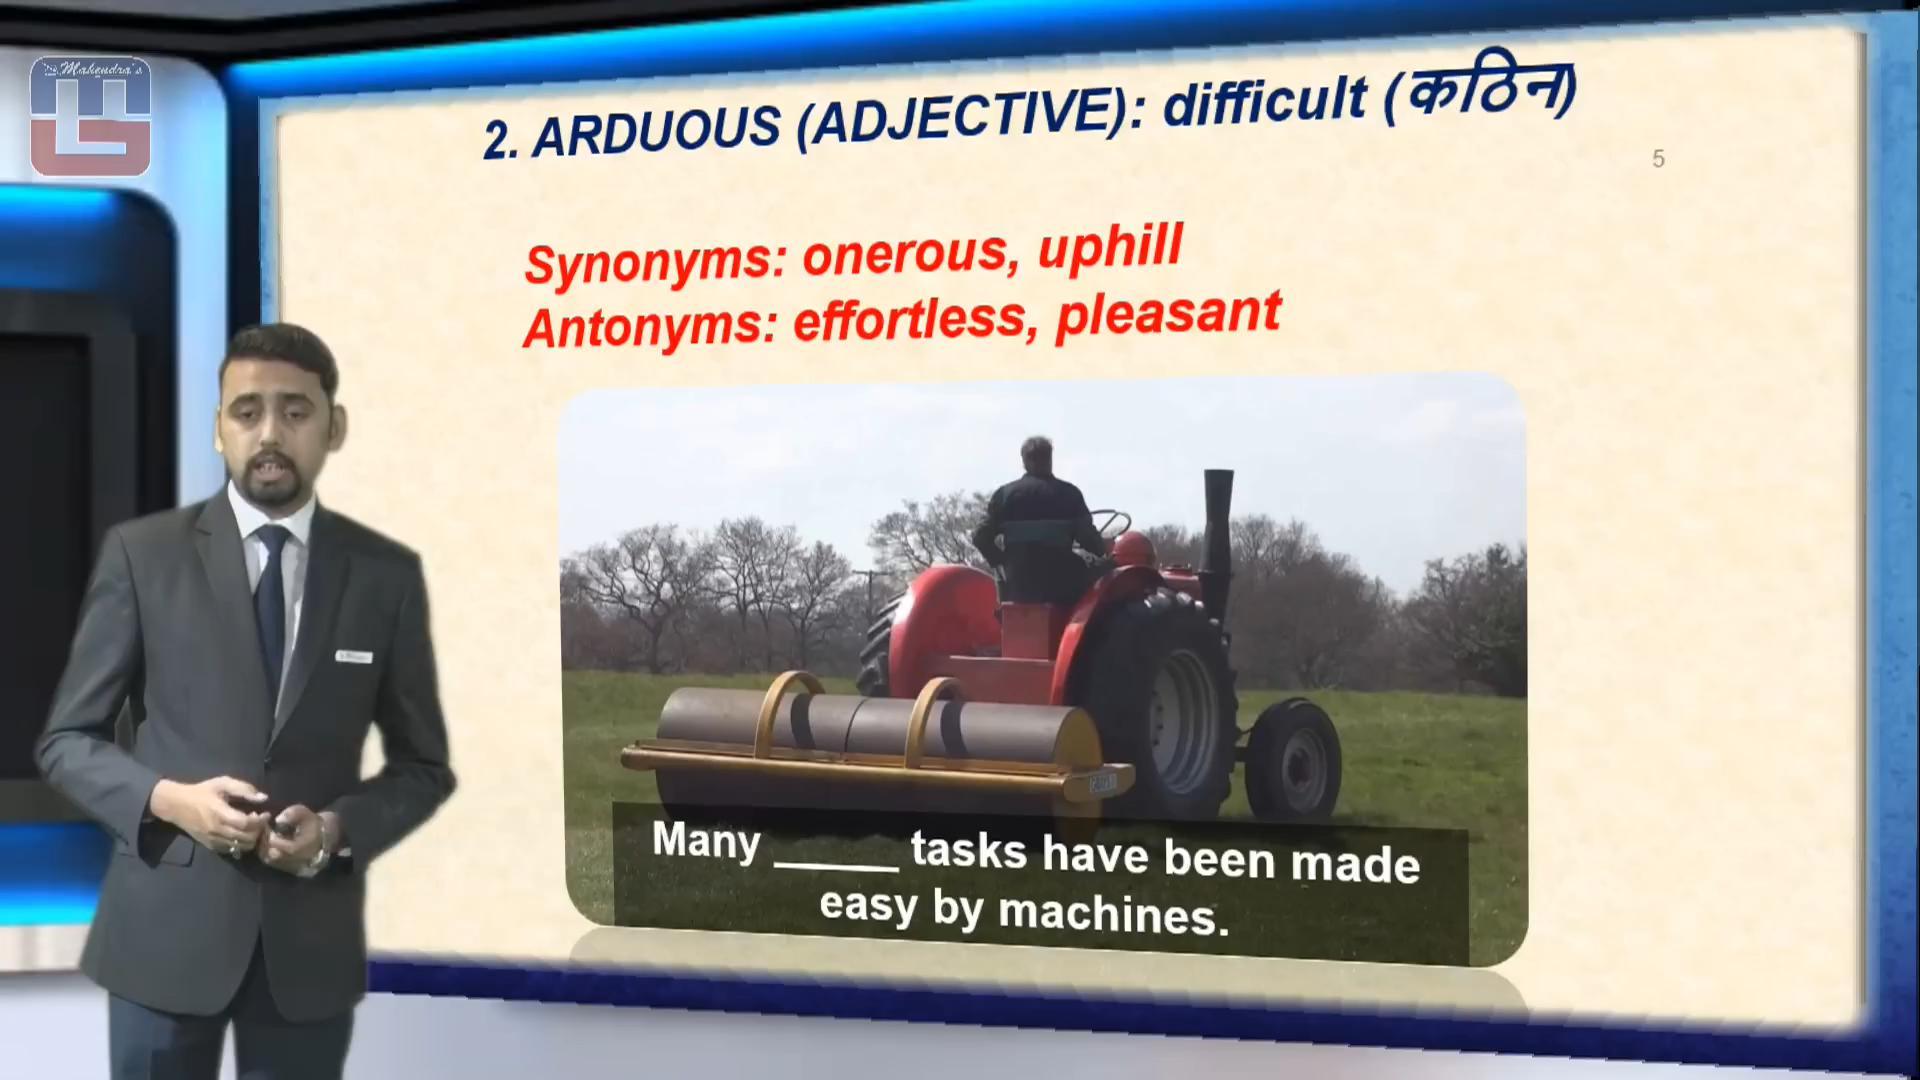 Mahendra's
2. ARDUOUS (ADJECTIVE): difficult (कठिन)
5
Synonyms: onerous, uphill
Antonyms: effortless, pleasant
Many _____ tasks have been made
easy by machines.